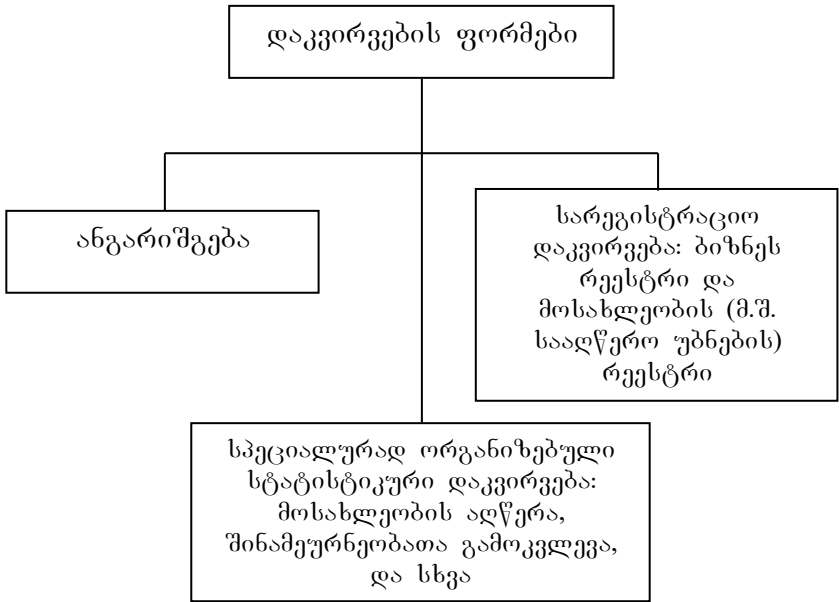 დაკვირვების ფორმები
ანგარიშგება
სარეგისტრაციო
დაკვირვება: ბიზნეს
რეესტრი და
მოსახლეობის (მ.შ.
სააღწერო უბნების)
რეესტრი
სპეციალურად ორგანიზებული
სტატისტიკური დაკვირვება:
მოსახლეობის აღწერა,
შინამეურნეობათა გამოკვლევა,
და სხვა